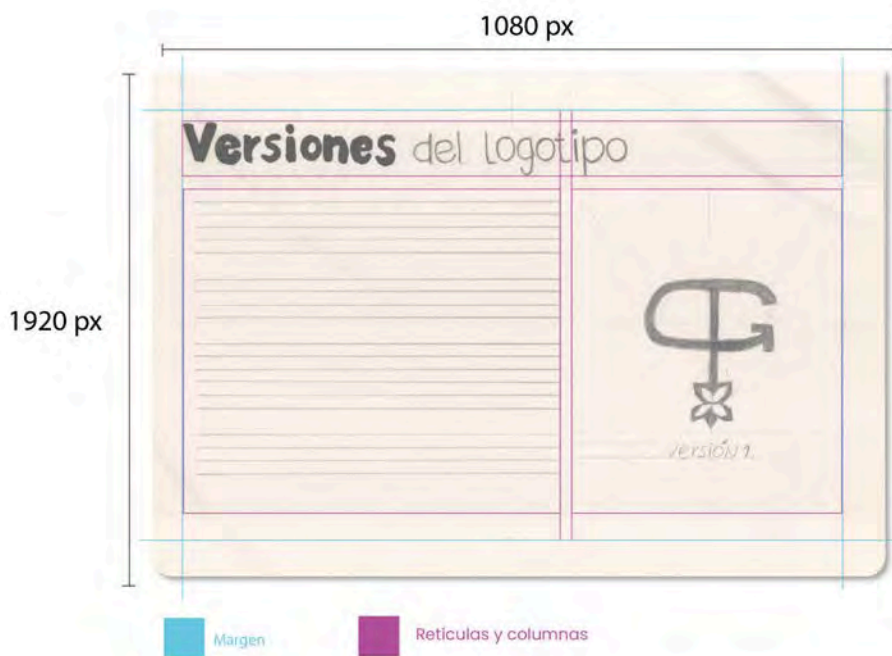 1080 px
Versiones del logotipo
1920 px
versión 1.
Margen
Retículas y columnas